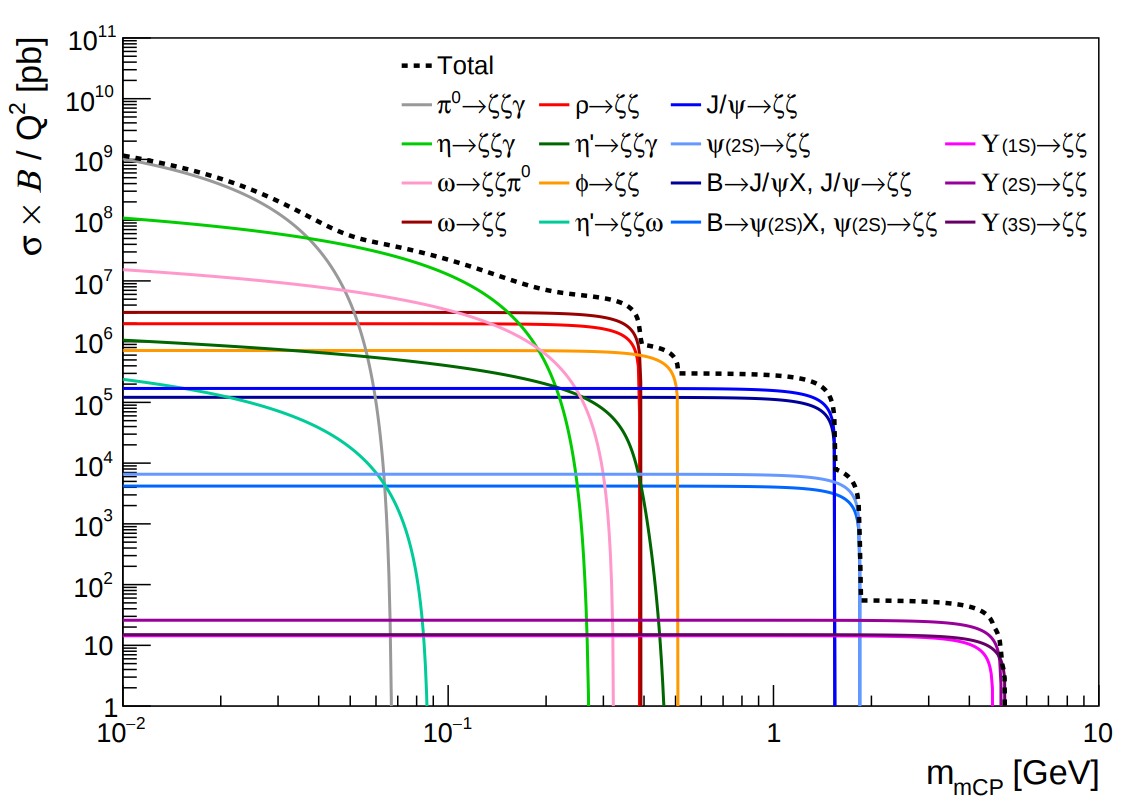 σ × B / Q² [pb]
10¹¹
10¹⁰
10⁹
10⁸
10⁷
10⁶
10⁵
10⁴
10³
10²
10
1
Total
π⁰→ζζγ
η→ζζγ
ω→ζζπ⁰
ω→ζζ
ρ→ζζ
η'→ζζγ
ϕ→ζζ
η'→ζζω
J/ψ→ζζ
ψ(2S)→ζζ
B→J/ψX, J/ψ→ζζ
B→ψ(2S)X, ψ(2S)→ζζ
Υ(1S)→ζζ
Υ(2S)→ζζ
Υ(3S)→ζζ
10⁻²
10⁻¹
1
10
m_mCP [GeV]